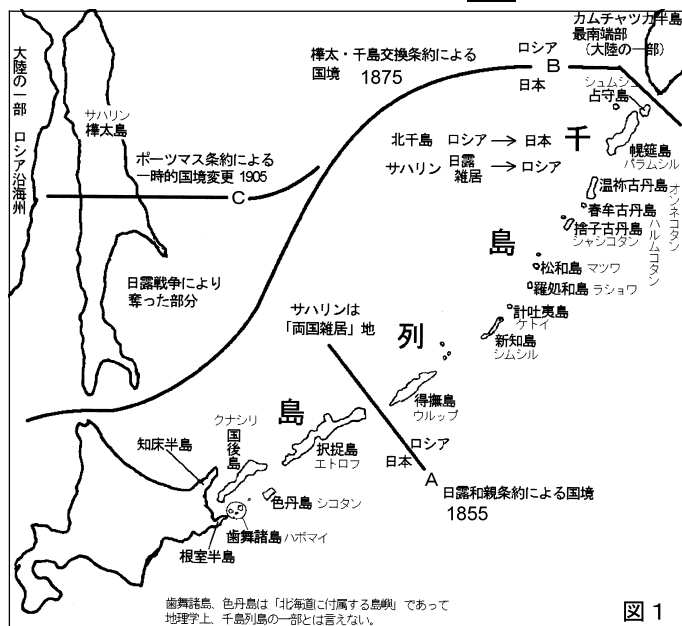 カムチャツカ半島
最南端部
（大陸の一部）
樺太・千島交換条約による
国境 1875
ロシア
B
日本
大陸の一部 ロシア沿海州
サハリン
樺太島
シュムシュ
占守島
千
北千島 ロシア → 日本
サハリン 日露雑居 → ロシア
幌筵島
パラムシル
ポーツマス条約による
一時的国境変更 1905
C
温祢古丹島
オンネコタン
春牟古丹島
ハルムコタン
捨子古丹島
シャシコタン
島
松和島 マツワ
羅処和島 ラショワ
計吐夷島
ケトイ
新知島
シムシル
日露戦争により
奪った部分
サハリンは
「両国雑居」地
列
得撫島
ウルップ
島
クナシリ
国後島
択捉島
エトロフ
ロシア
日本
A
日露和親条約による国境
1855
知床半島
色丹島 シコタン
歯舞諸島 ハボマイ
根室半島
歯舞諸島、色丹島は「北海道に付属する島嶼」であって
地理学上、千島列島の一部とは言えない。
図1